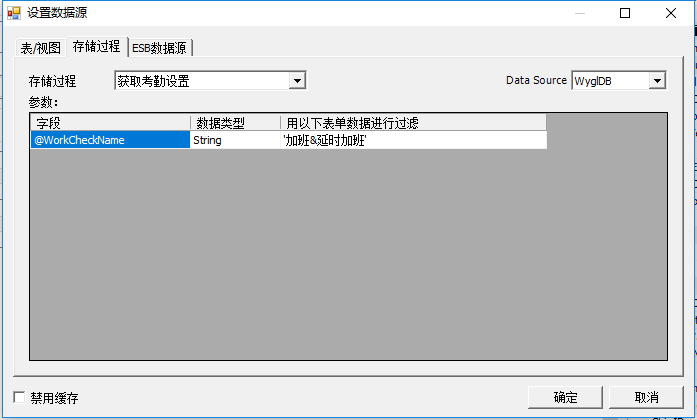 设置数据源
表/视图 存储过程 ESB数据源
存储过程 获取考勤设置 Data Source WyglDB
参数:
字段 数据类型 用以下表单数据进行过滤
@WorkCheckName String '加班&延时加班'
禁用缓存 确定 取消